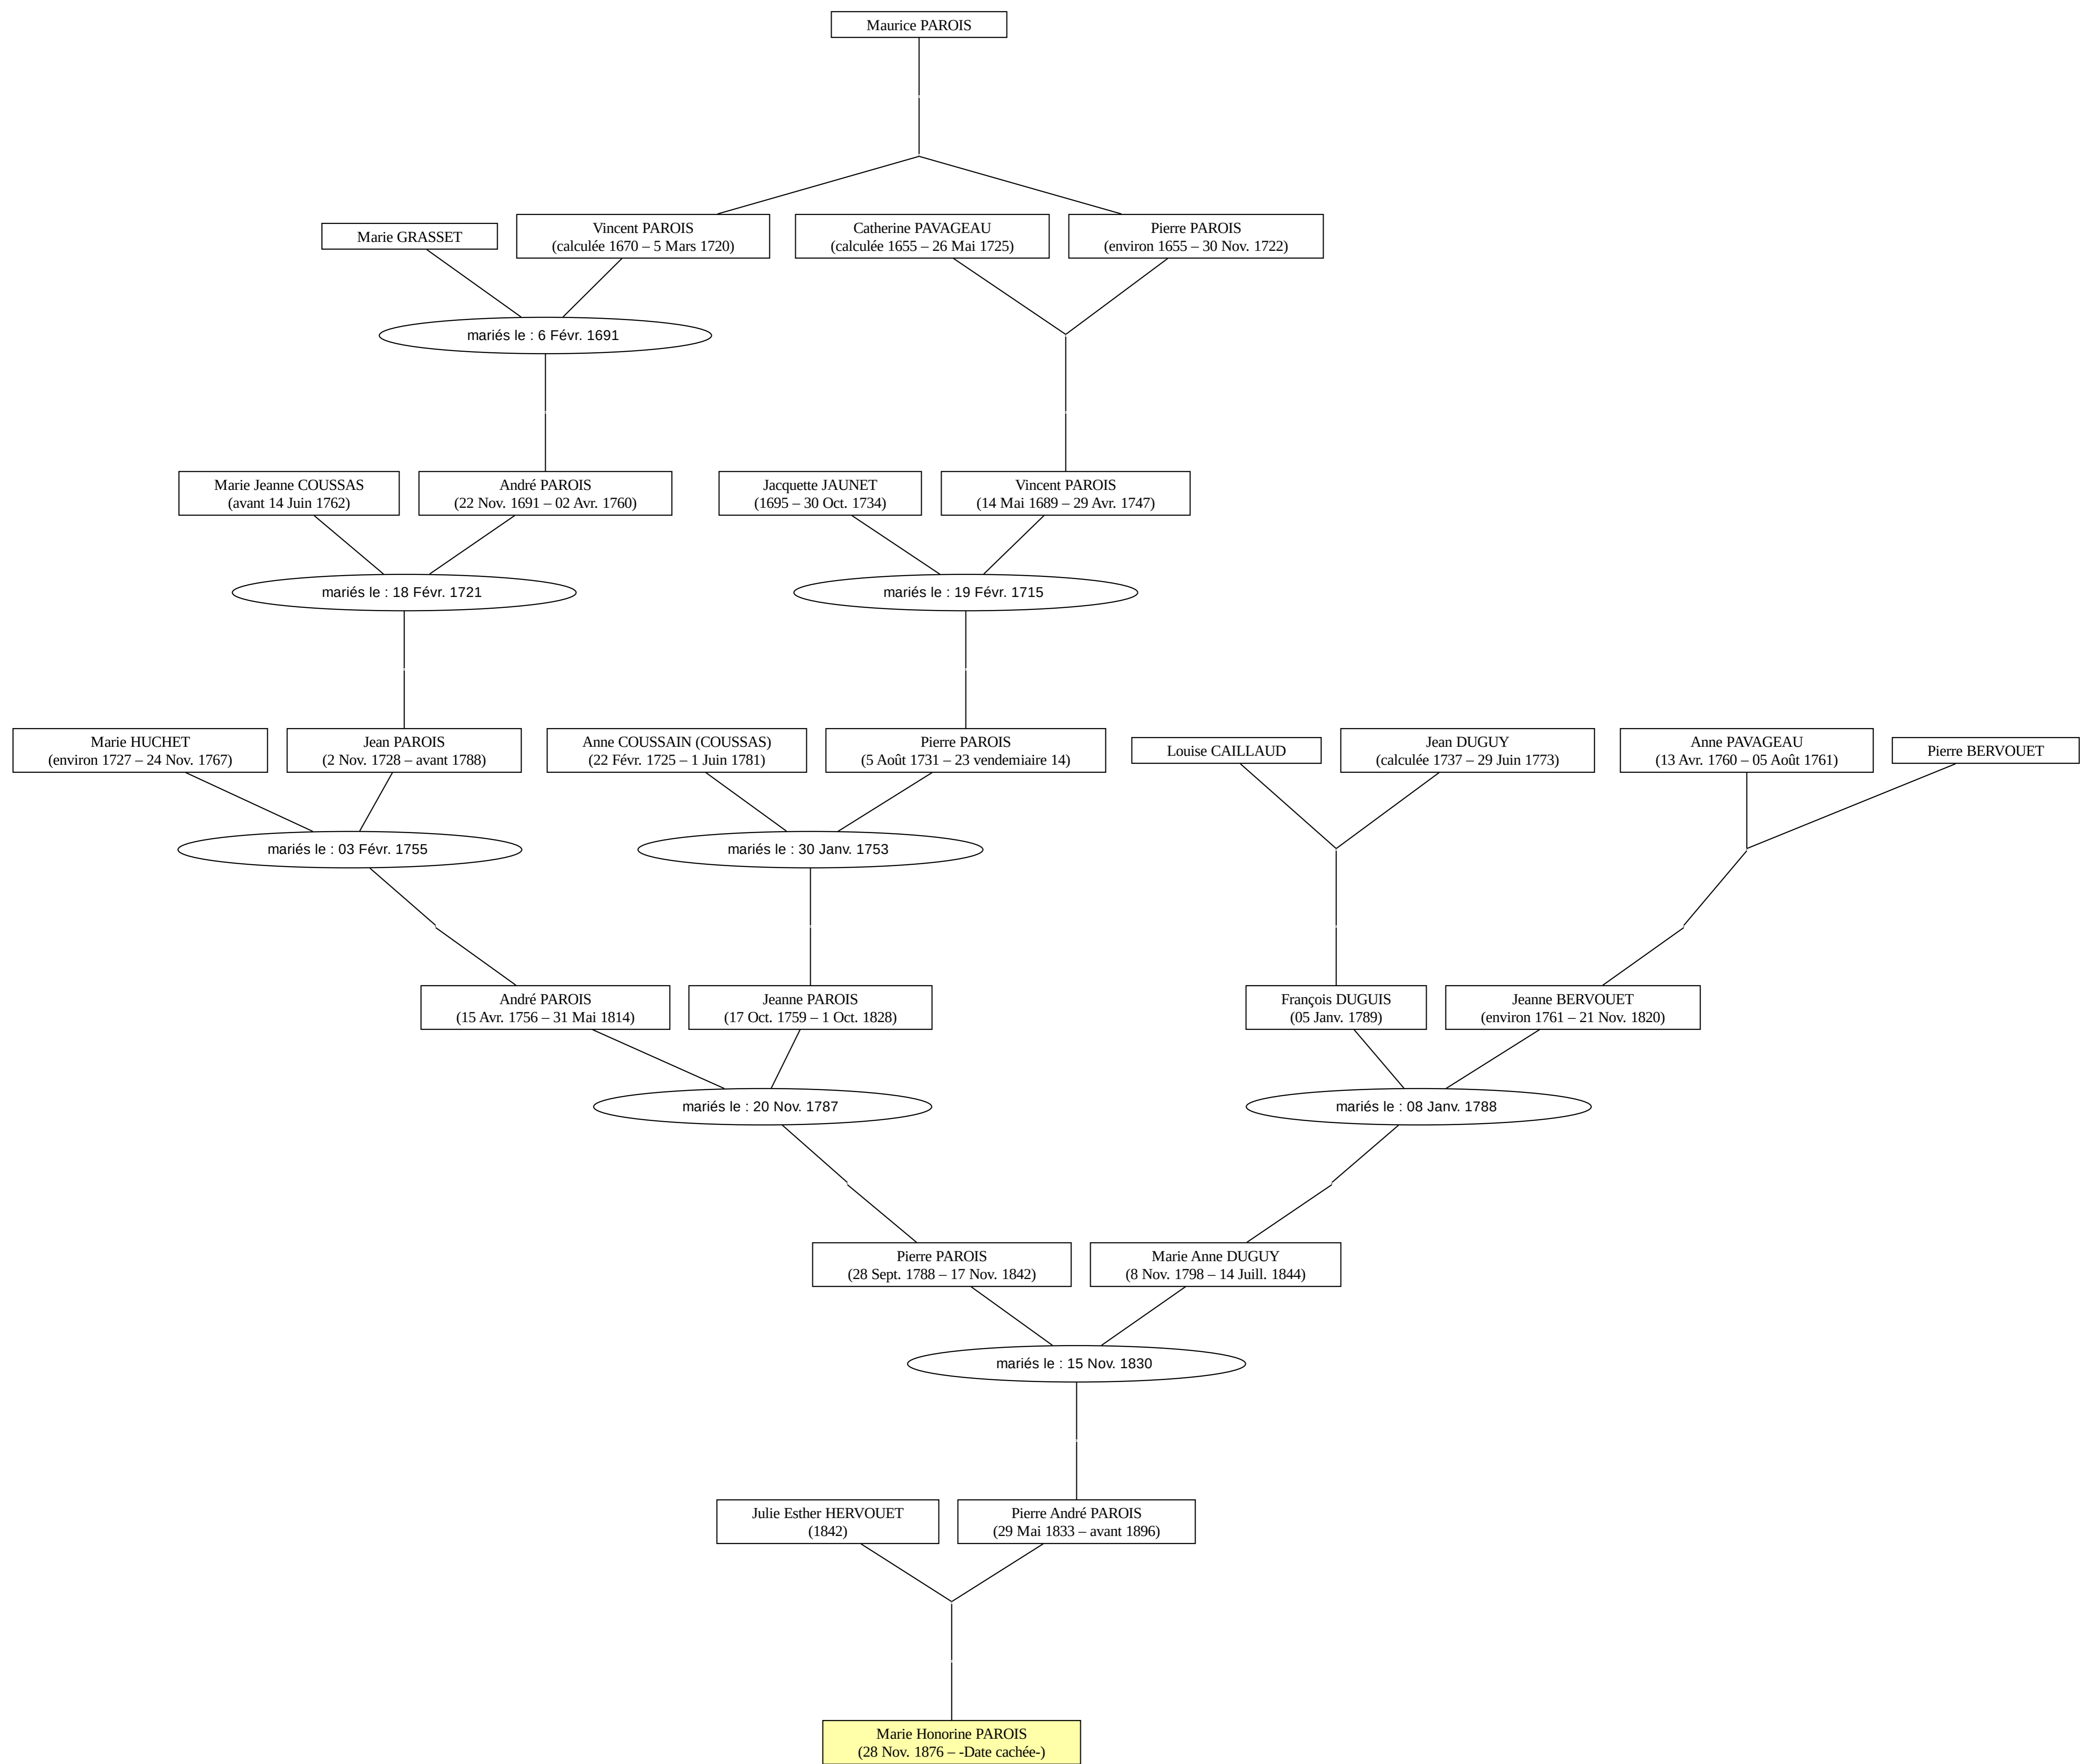 Maurice PAROIS
Marie GRASSET
Vincent PAROIS
(calculée 1670 – 5 Mars 1720)
Catherine PAVAGEAU
(calculée 1655 – 26 Mai 1725)
Pierre PAROIS
(environ 1655 – 30 Nov. 1722)
mariés le : 6 Févr. 1691
Marie Jeanne COUSSAS
(avant 14 Juin 1762)
André PAROIS
(22 Nov. 1691 – 02 Avr. 1760)
Jacquette JAUNET
(1695 – 30 Oct. 1734)
Vincent PAROIS
(14 Mai 1689 – 29 Avr. 1747)
mariés le : 18 Févr. 1721
mariés le : 19 Févr. 1715
Marie HUCHET
(environ 1727 – 24 Nov. 1767)
Jean PAROIS
(2 Nov. 1728 – avant 1788)
Anne COUSSAIN (COUSSAS)
(22 Févr. 1725 – 1 Juin 1781)
Pierre PAROIS
(5 Août 1731 – 23 vendemiaire 14)
Louise CAILLAUD
Jean DUGUY
(calculée 1737 – 29 Juin 1773)
Anne PAVAGEAU
(13 Avr. 1760 – 05 Août 1761)
Pierre BERVOUET
mariés le : 03 Févr. 1755
mariés le : 30 Janv. 1753
André PAROIS
(15 Avr. 1756 – 31 Mai 1814)
Jeanne PAROIS
(17 Oct. 1759 – 1 Oct. 1828)
François DUGUIS
(05 Janv. 1789)
Jeanne BERVOUET
(environ 1761 – 21 Nov. 1820)
mariés le : 20 Nov. 1787
mariés le : 08 Janv. 1788
Pierre PAROIS
(28 Sept. 1788 – 17 Nov. 1842)
Marie Anne DUGUY
(8 Nov. 1798 – 14 Juill. 1844)
mariés le : 15 Nov. 1830
Julie Esther HERVOUET
(1842)
Pierre André PAROIS
(29 Mai 1833 – avant 1896)
Marie Honorine PAROIS
(28 Nov. 1876 – -Date cachée-)